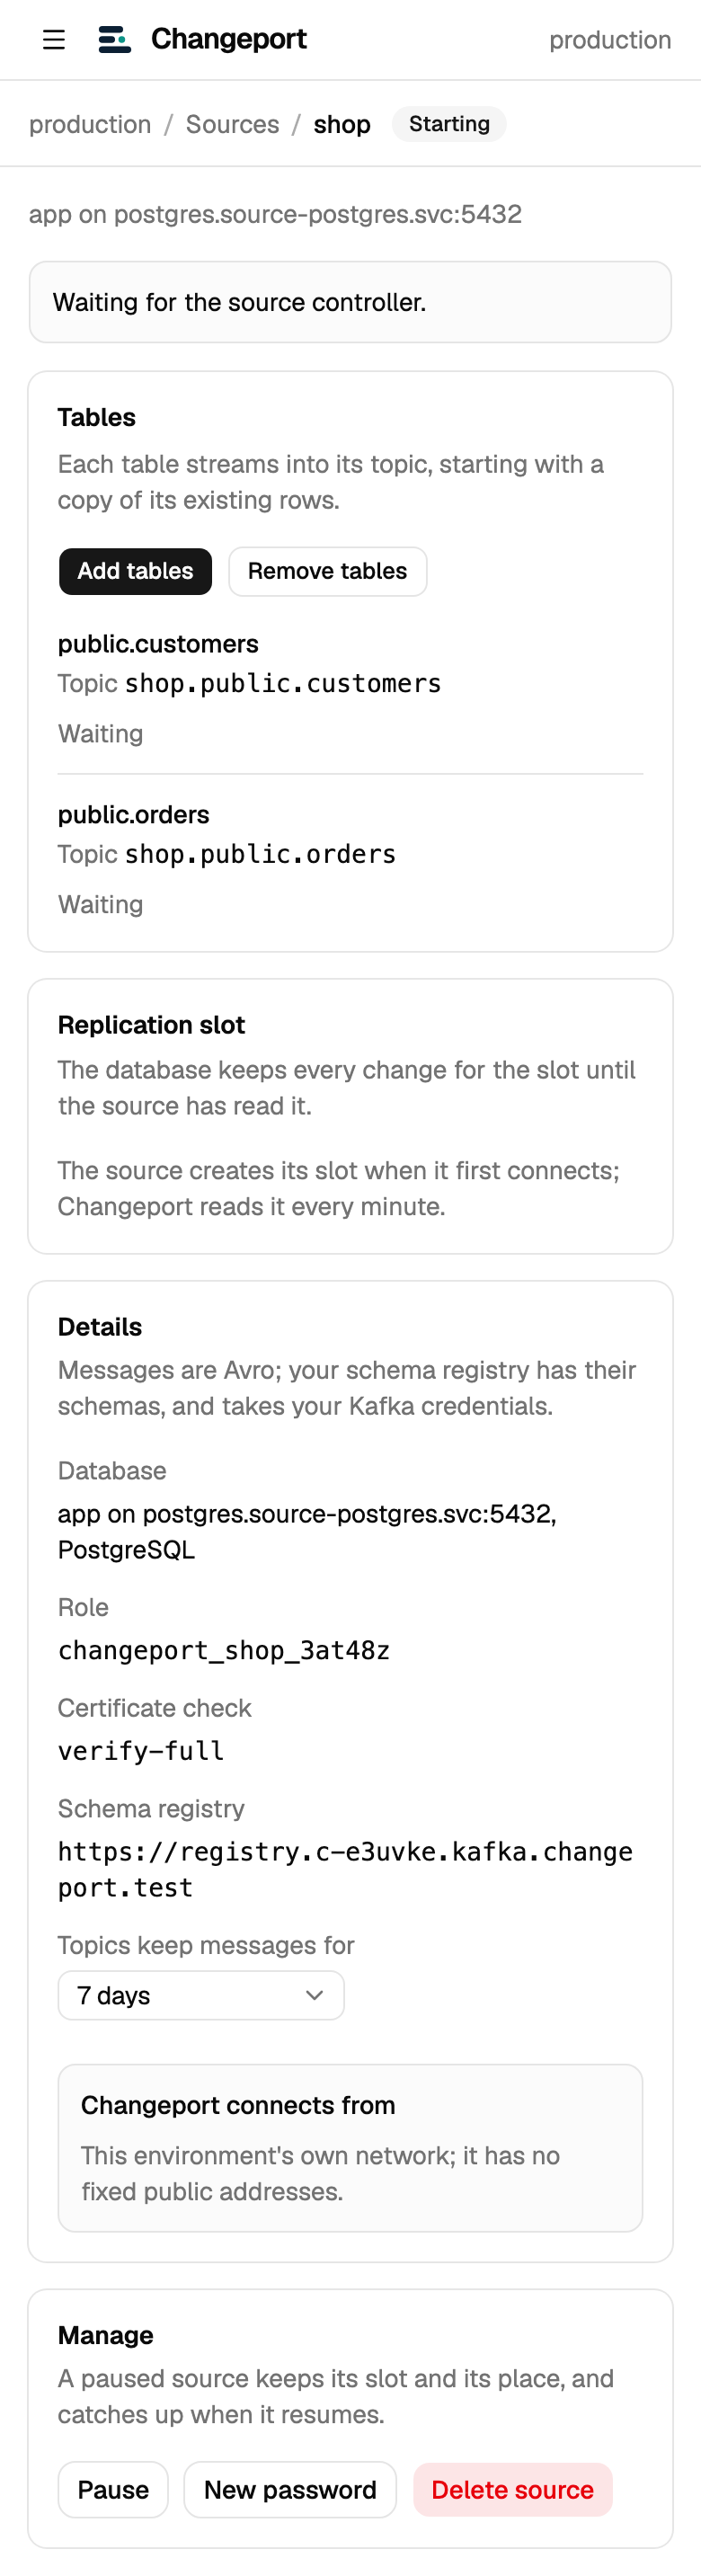 Changeport
production
production / Sources / shop Starting
app on postgres.source-postgres.svc:5432
Waiting for the source controller.
Tables
Each table streams into its topic, starting with a
copy of its existing rows.
Add tables Remove tables
public.customers
Topic shop.public.customers
Waiting
public.orders
Topic shop.public.orders
Waiting
Replication slot
The database keeps every change for the slot until
the source has read it.
The source creates its slot when it first connects;
Changeport reads it every minute.
Details
Messages are Avro; your schema registry has their
schemas, and takes your Kafka credentials.
Database
app on postgres.source-postgres.svc:5432,
PostgreSQL
Role
changeport_shop_3at48z
Certificate check
verify-full
Schema registry
https://registry.c-e3uvke.kafka.change
port.test
Topics keep messages for
7 days
Changeport connects from
This environment's own network; it has no
fixed public addresses.
Manage
A paused source keeps its slot and its place, and
catches up when it resumes.
Pause New password Delete source